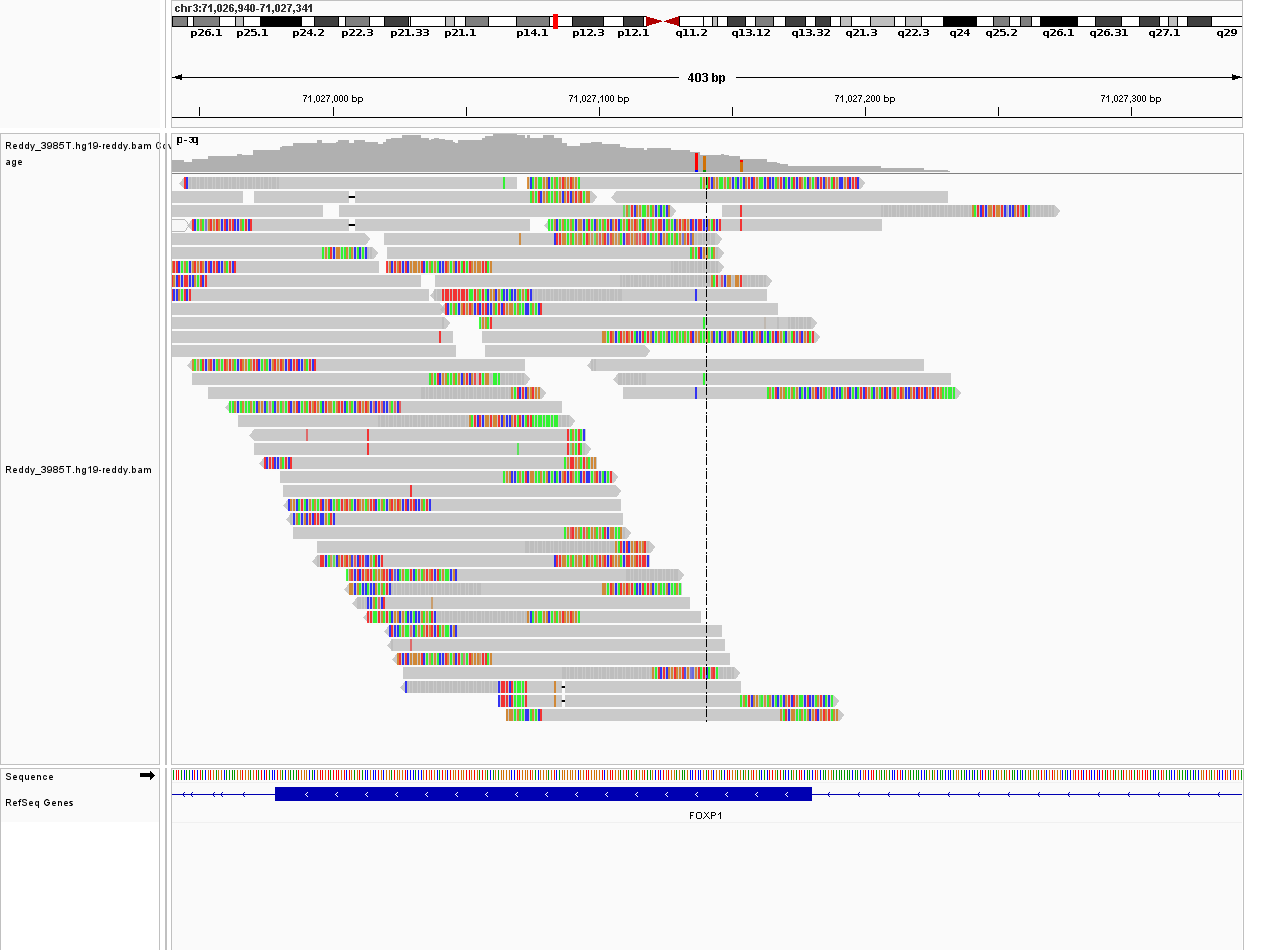 chr3:71,026,940-71,027,341
p26.1 p25.1 p24.2 p22.3 p21.33 p21.1 p14.1 p12.3 p12.1 q11.2 q13.12 q13.32 q21.3 q22.3 q24 q25.2 q26.1 q26.31 q27.1 q29
403 bp
71,027,000 bp 71,027,100 bp 71,027,200 bp 71,027,300 bp
Reddy_3985T.hg19-reddy.bam Cov
age
Reddy_3985T.hg19-reddy.bam
Sequence
RefSeq Genes
FOXP1